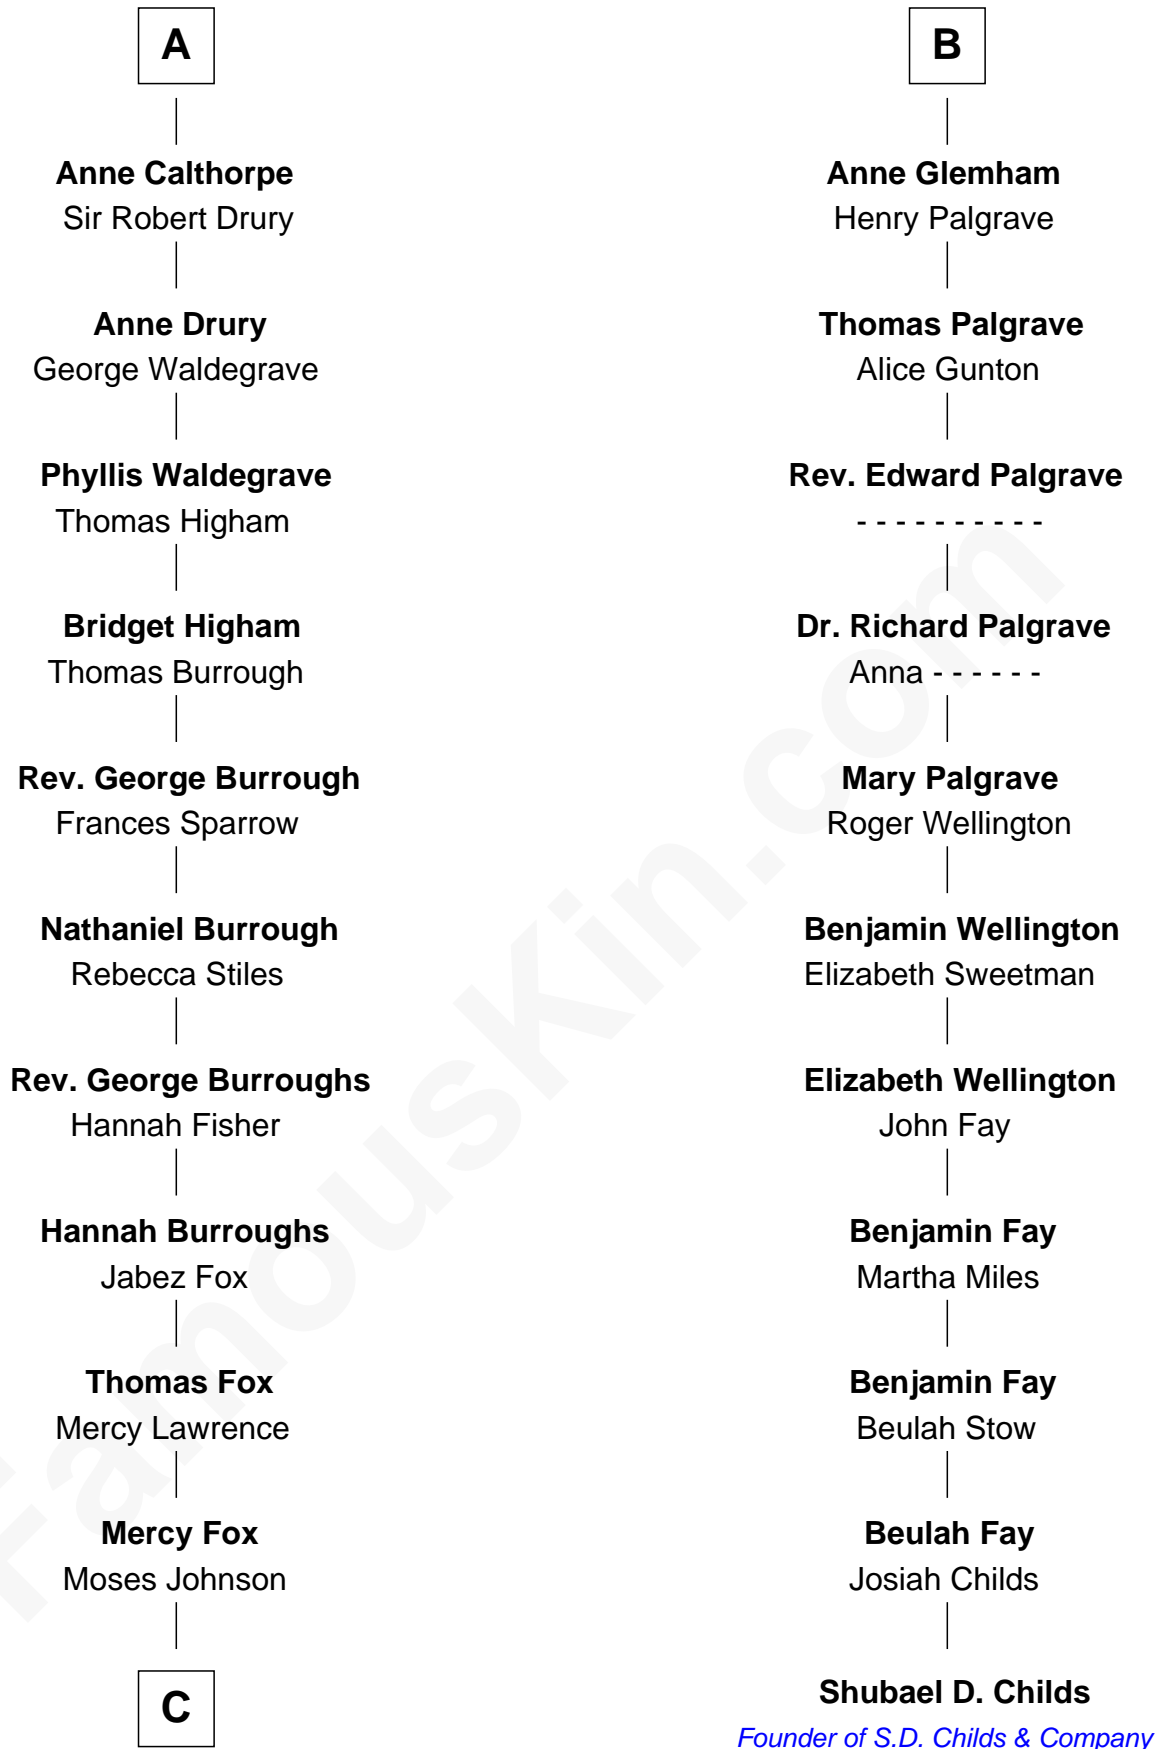 A
Anne Calthorpe
Sir Robert Drury
Anne Drury
George Waldegrave
Phyllis Waldegrave
Thomas Higham
Bridget Higham
Thomas Burrough
Rev. George Burrough
Frances Sparrow
Nathaniel Burrough
Rebecca Stiles
Rev. George Burroughs
Hannah Fisher
Hannah Burroughs
Jabez Fox
Thomas Fox
Mercy Lawrence
Mercy Fox
Moses Johnson
C
B
Anne Glemham
Henry Palgrave
Thomas Palgrave
Alice Gunton
Rev. Edward Palgrave
- - - - - - - - - -
Dr. Richard Palgrave
Anna - - - - - -
Mary Palgrave
Roger Wellington
Benjamin Wellington
Elizabeth Sweetman
Elizabeth Wellington
John Fay
Benjamin Fay
Martha Miles
Benjamin Fay
Beulah Stow
Beulah Fay
Josiah Childs
Shubael D. Childs
Founder of S.D. Childs & Company
FamousKin.com